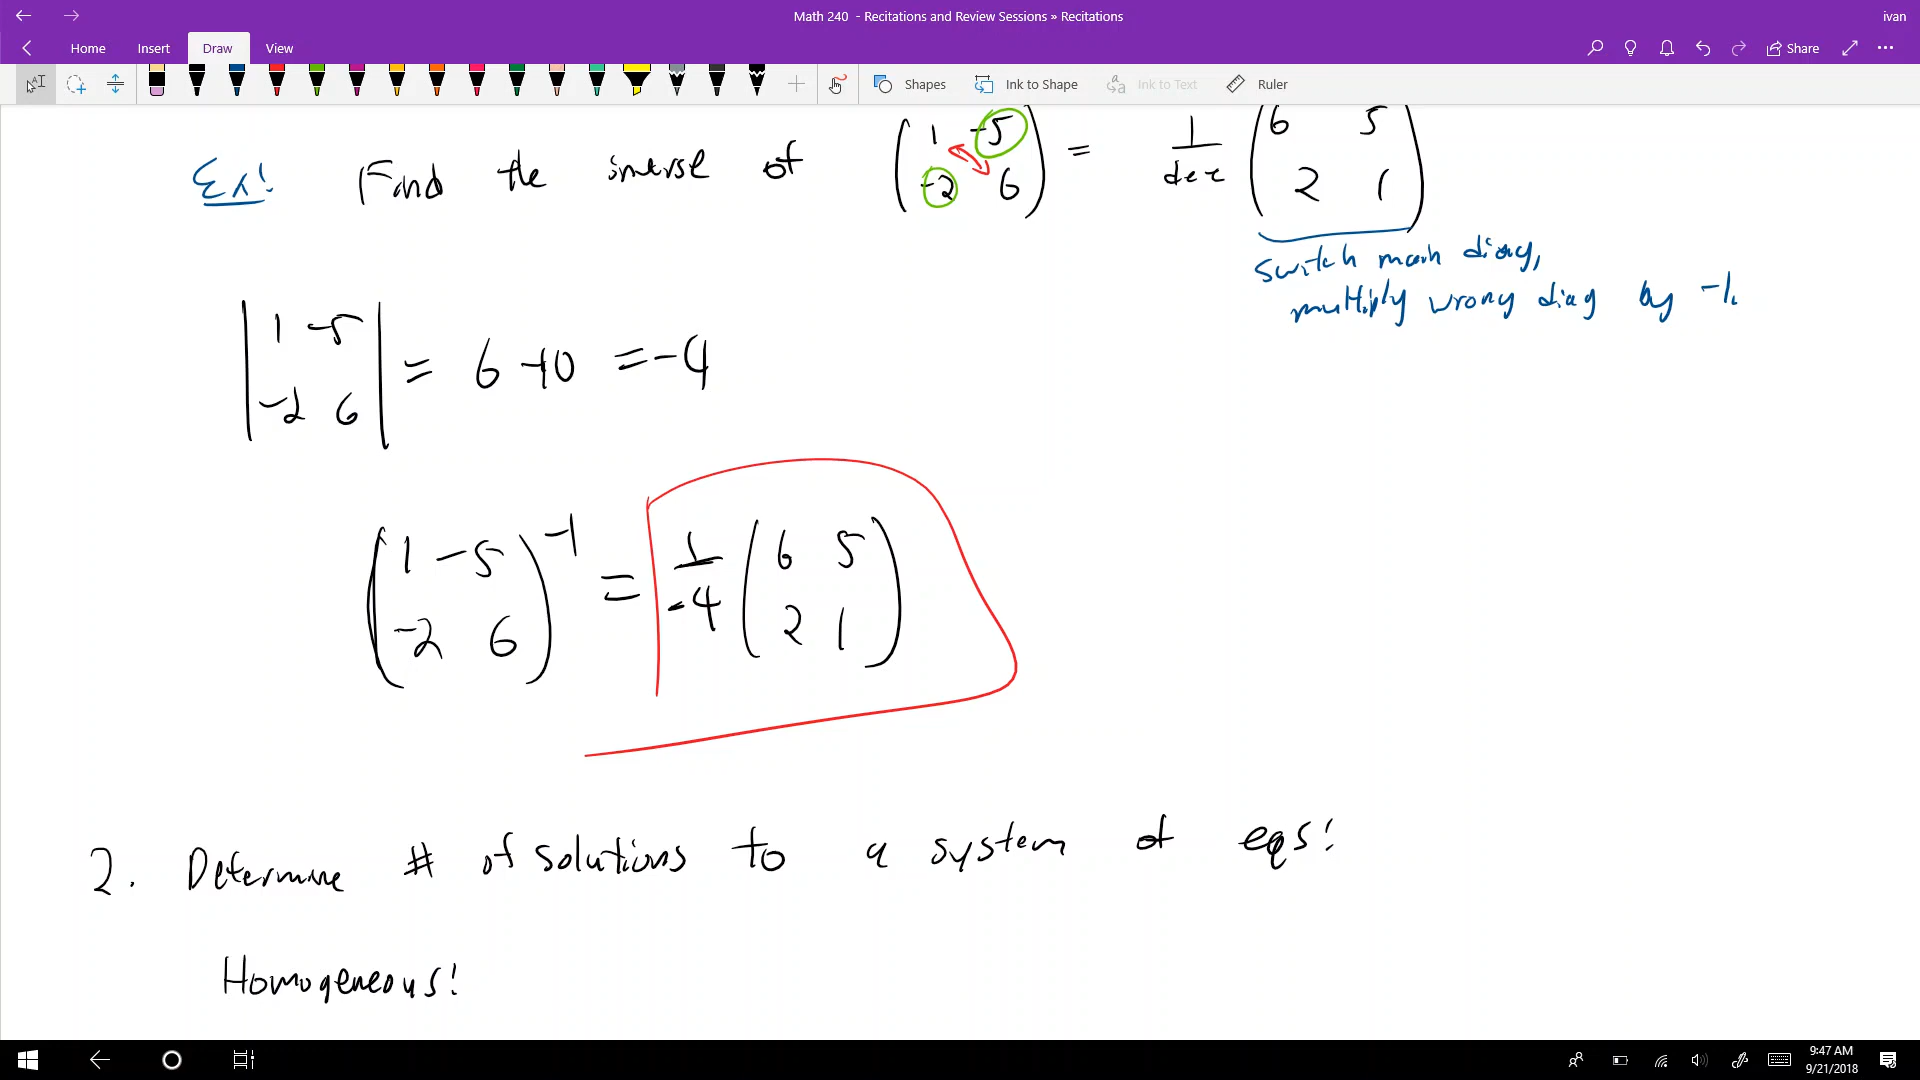 Math 240 - Recitations and Review Sessions » Recitations
ivan
Home Insert Draw View
Share
Shapes Ink to Shape Ink to Text Ruler
Ex: Find the inverse of ( 1 -5 ; -2 6 ) = 1/det ( 6 5 ; 2 1 )
switch main diag,
multiply wrong diag by -1.
| 1 -5 ; -2 6 | = 6 -10 = -4
( 1 -5 ; -2 6 )^-1 = 1/-4 ( 6 5 ; 2 1 )
2. Determine # of solutions to a system of eqs:
Homogeneous:
9:47 AM
9/21/2018